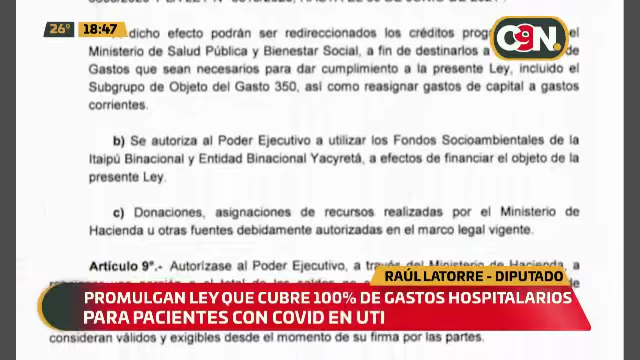 26° 18:47
C9N.
dicho efecto podrán ser redireccionados los créditos el
Ministerio de Salud Pública y Bienestar Social, a fin de destinarlos a de
Gastos que sean necesarios para dar cumplimiento a la presente Ley, incluido el
Subgrupo de Objeto del Gasto 350, así como reasignar gastos de capital a gastos
corrientes.
b) Se autoriza al Poder Ejecutivo a utilizar los Fondos Socioambientales de la
Itaipú Binacional y Entidad Binacional Yacyretá, a efectos de financiar el objeto de la
presente Ley.
c) Donaciones, asignaciones de recursos realizadas por el Ministerio de
Hacienda u otras fuentes debidamente autorizadas en el marco legal vigente.
Artículo 9°.- Autorízase al Poder Ejecutivo, a través del Ministerio de Hacienda, a
RAÚL LATORRE - DIPUTADO
PROMULGAN LEY QUE CUBRE 100% DE GASTOS HOSPITALARIOS
PARA PACIENTES CON COVID EN UTI
consideran válidos y exigibles desde el momento de su firma por las partes.